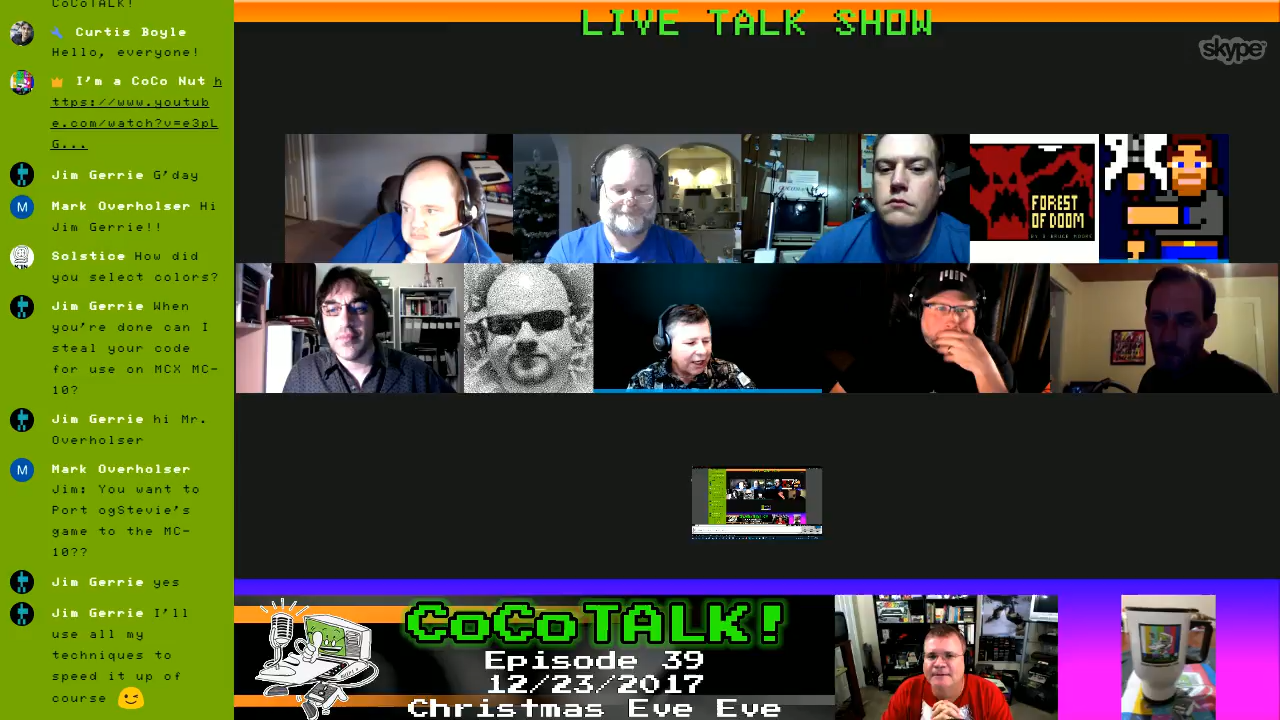 CoCoTALK!
Curtis Boyle
Hello, everyone!
I'm a CoCo Nut h
ttps://www.youtub
e.com/watch?v=e3pL
G...
Jim Gerrie G'day
Mark Overholser Hi
Jim Gerrie!!
Solstice How did
you select colors?
Jim Gerrie When
you're done can I
steal your code
for use on MCX MC-
10?
Jim Gerrie hi Mr.
Overholser
Mark Overholser
Jim: You want to
Port ogStevie's
game to the MC-
10??
Jim Gerrie yes
Jim Gerrie I'll
use all my
techniques to
speed it up of
course 😉
LIVE TALK SHOW
skype
FOREST
OF DOOM
CoCoTALK!
Episode 39
12/23/2017
Christmas Eve Eve